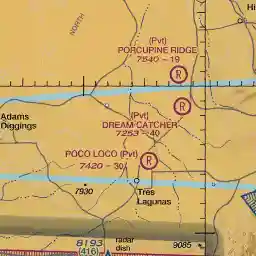 NORTH
Hi
(Pvt)
PORCUPINE RIDGE
7540 - 19
R
R
Adams
Diggings
(Pvt)
DREAM CATCHER
7253 - 40
POCO LOCO (Pvt)
7420 - 30
R
7930
Tres
Lagunas
8193
(416)
radar
dish
9085